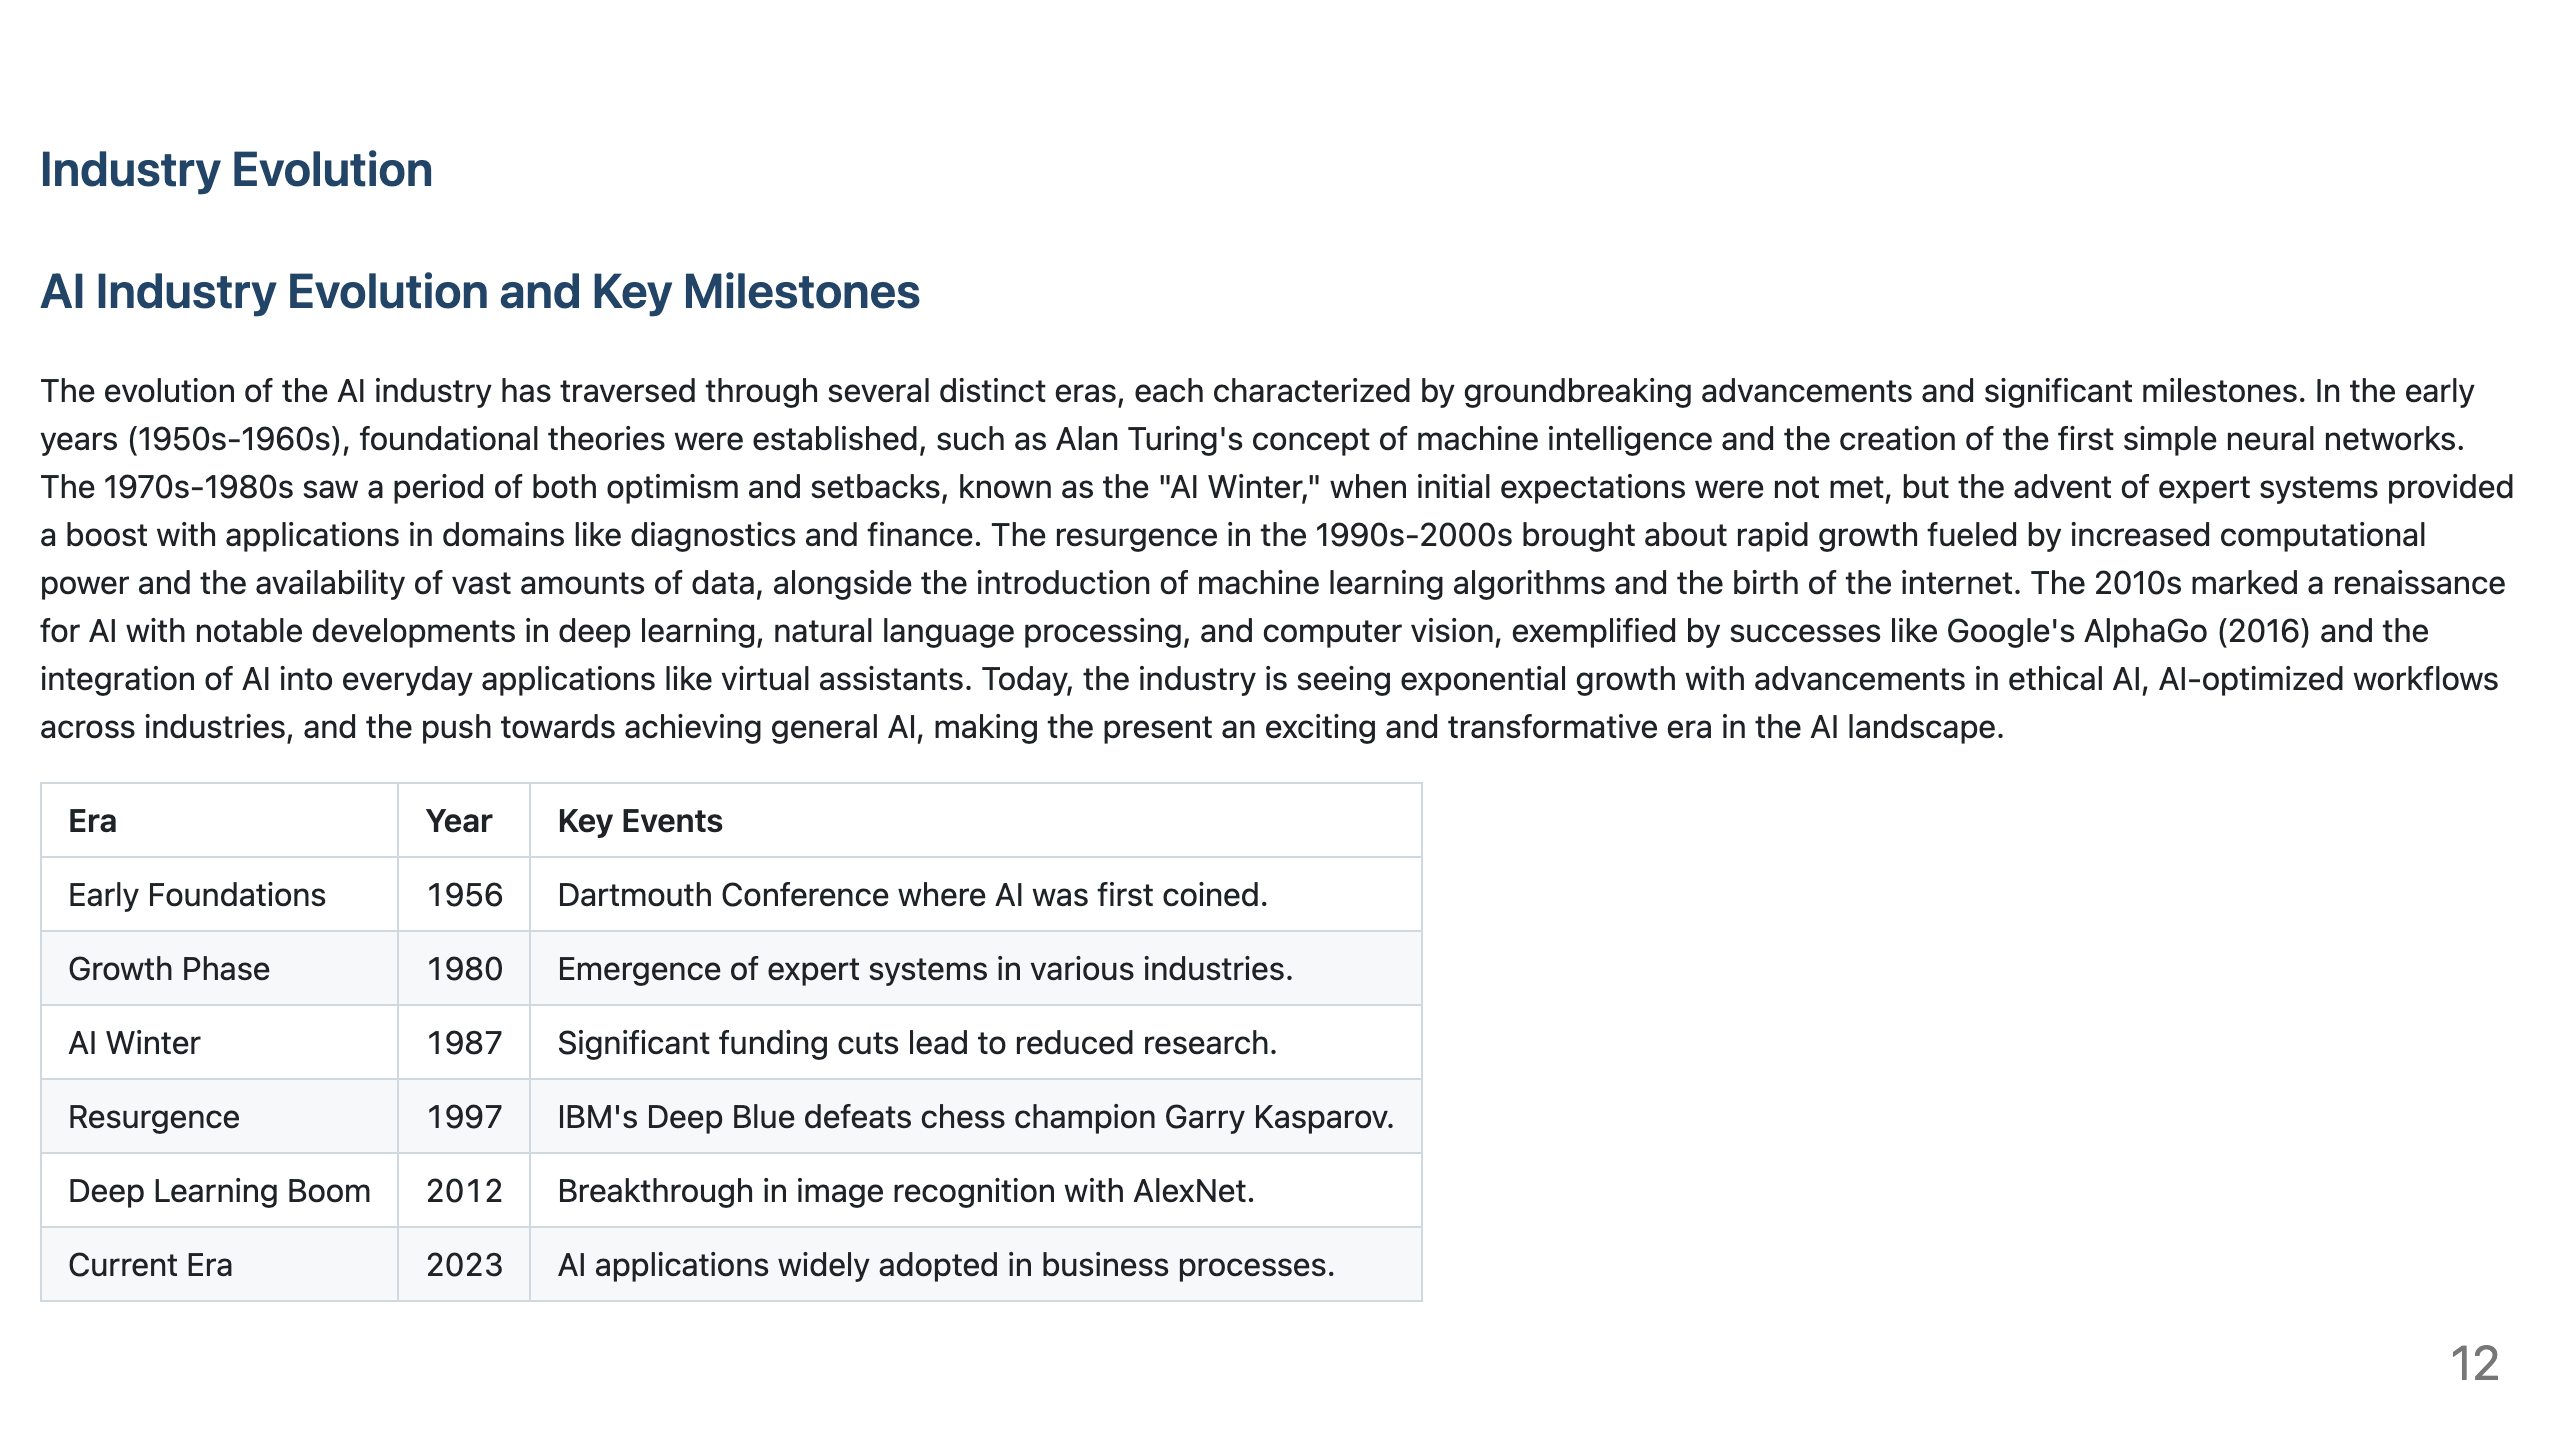 Industry Evolution
AI Industry Evolution and Key Milestones
The evolution of the AI industry has traversed through several distinct eras, each characterized by groundbreaking advancements and significant milestones. In the early
years (1950s-1960s), foundational theories were established, such as Alan Turing's concept of machine intelligence and the creation of the first simple neural networks.
The 1970s-1980s saw a period of both optimism and setbacks, known as the "AI Winter," when initial expectations were not met, but the advent of expert systems provided
a boost with applications in domains like diagnostics and finance. The resurgence in the 1990s-2000s brought about rapid growth fueled by increased computational
power and the availability of vast amounts of data, alongside the introduction of machine learning algorithms and the birth of the internet. The 2010s marked a renaissance
for AI with notable developments in deep learning, natural language processing, and computer vision, exemplified by successes like Google's AlphaGo (2016) and the
integration of AI into everyday applications like virtual assistants. Today, the industry is seeing exponential growth with advancements in ethical AI, AI-optimized workflows
across industries, and the push towards achieving general AI, making the present an exciting and transformative era in the AI landscape.
Era Year Key Events
Early Foundations 1956 Dartmouth Conference where AI was first coined.
Growth Phase 1980 Emergence of expert systems in various industries.
AI Winter 1987 Significant funding cuts lead to reduced research.
Resurgence 1997 IBM's Deep Blue defeats chess champion Garry Kasparov.
Deep Learning Boom 2012 Breakthrough in image recognition with AlexNet.
Current Era 2023 AI applications widely adopted in business processes.
12